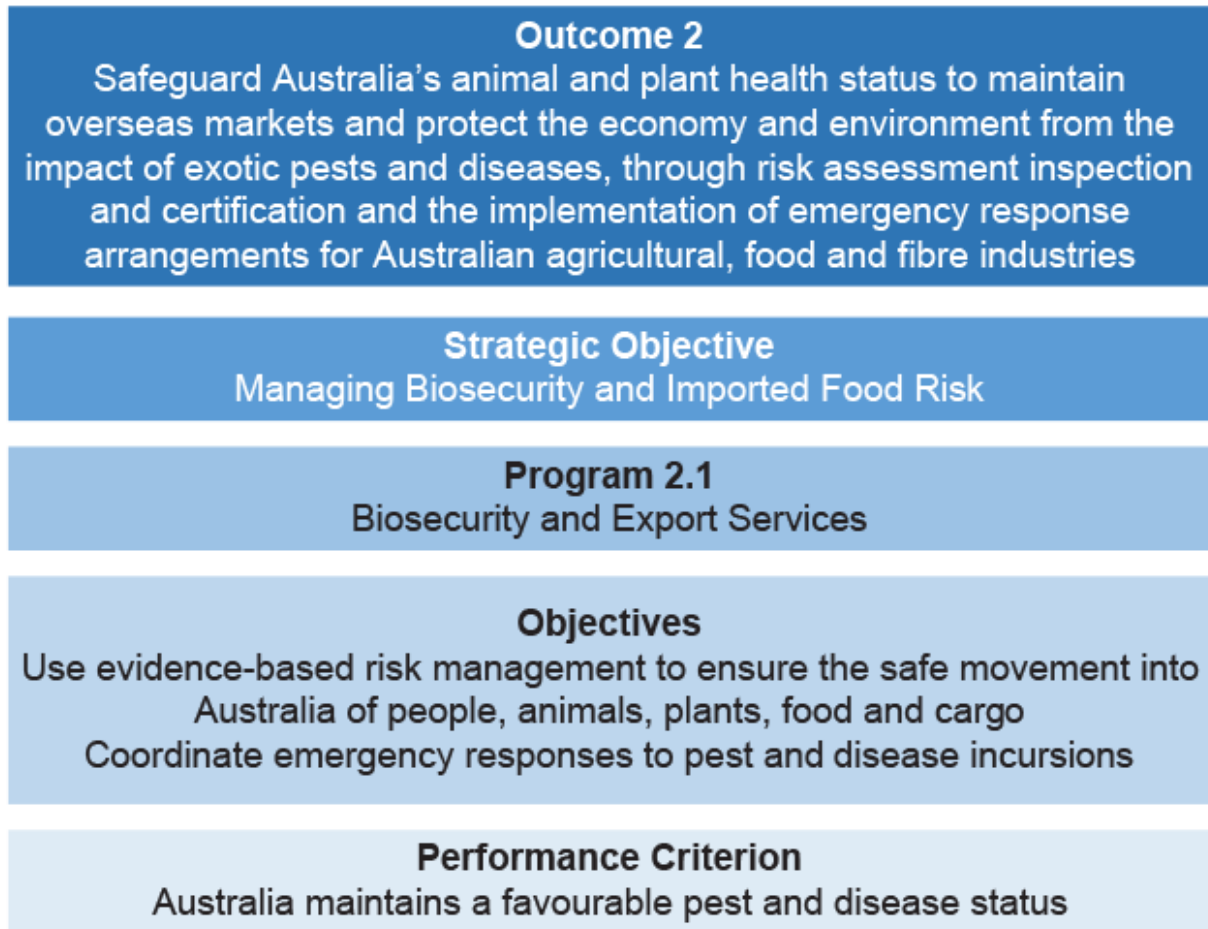 Outcome 2
Safeguard Australia's animal and plant health status to maintain
overseas markets and protect the economy and environment from the
impact of exotic pests and diseases, through risk assessment inspection
and certification and the implementation of emergency response
arrangements for Australian agricultural, food and fibre industries
Strategic Objective
Managing Biosecurity and Imported Food Risk
Program 2.1
Biosecurity and Export Services
Objectives
Use evidence-based risk management to ensure the safe movement into
Australia of people, animals, plants, food and cargo
Coordinate emergency responses to pest and disease incursions
Performance Criterion
Australia maintains a favourable pest and disease status